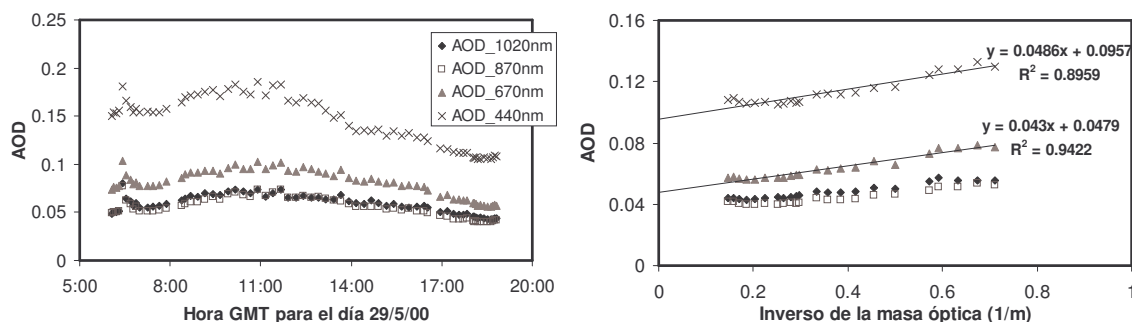 0.25
0.2
0.15
0.1
0.05
0
AOD
5:00 8:00 11:00 14:00 17:00 20:00
Hora GMT para el día 29/5/00
AOD_1020nm
AOD_870nm
AOD_670nm
AOD_440nm
0.16
0.12
0.08
0.04
0
AOD
0 0.2 0.4 0.6 0.8 1
Inverso de la masa óptica (1/m)
y = 0.0486x + 0.0957
R² = 0.8959
y = 0.043x + 0.0479
R² = 0.9422